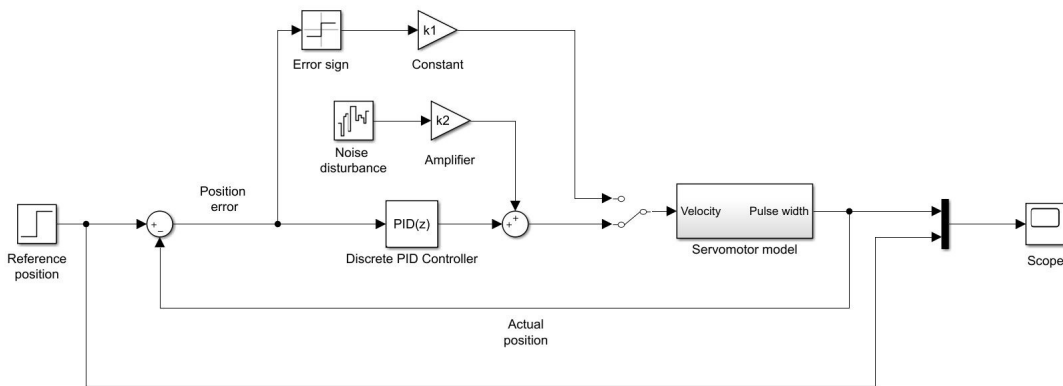 k1
Error sign
Constant
k2
Noise
disturbance
Amplifier
Position
error
Reference
position
+
−
PID(z)
Discrete PID Controller
+
+
Velocity
Pulse width
Servomotor model
Scope
Actual
position